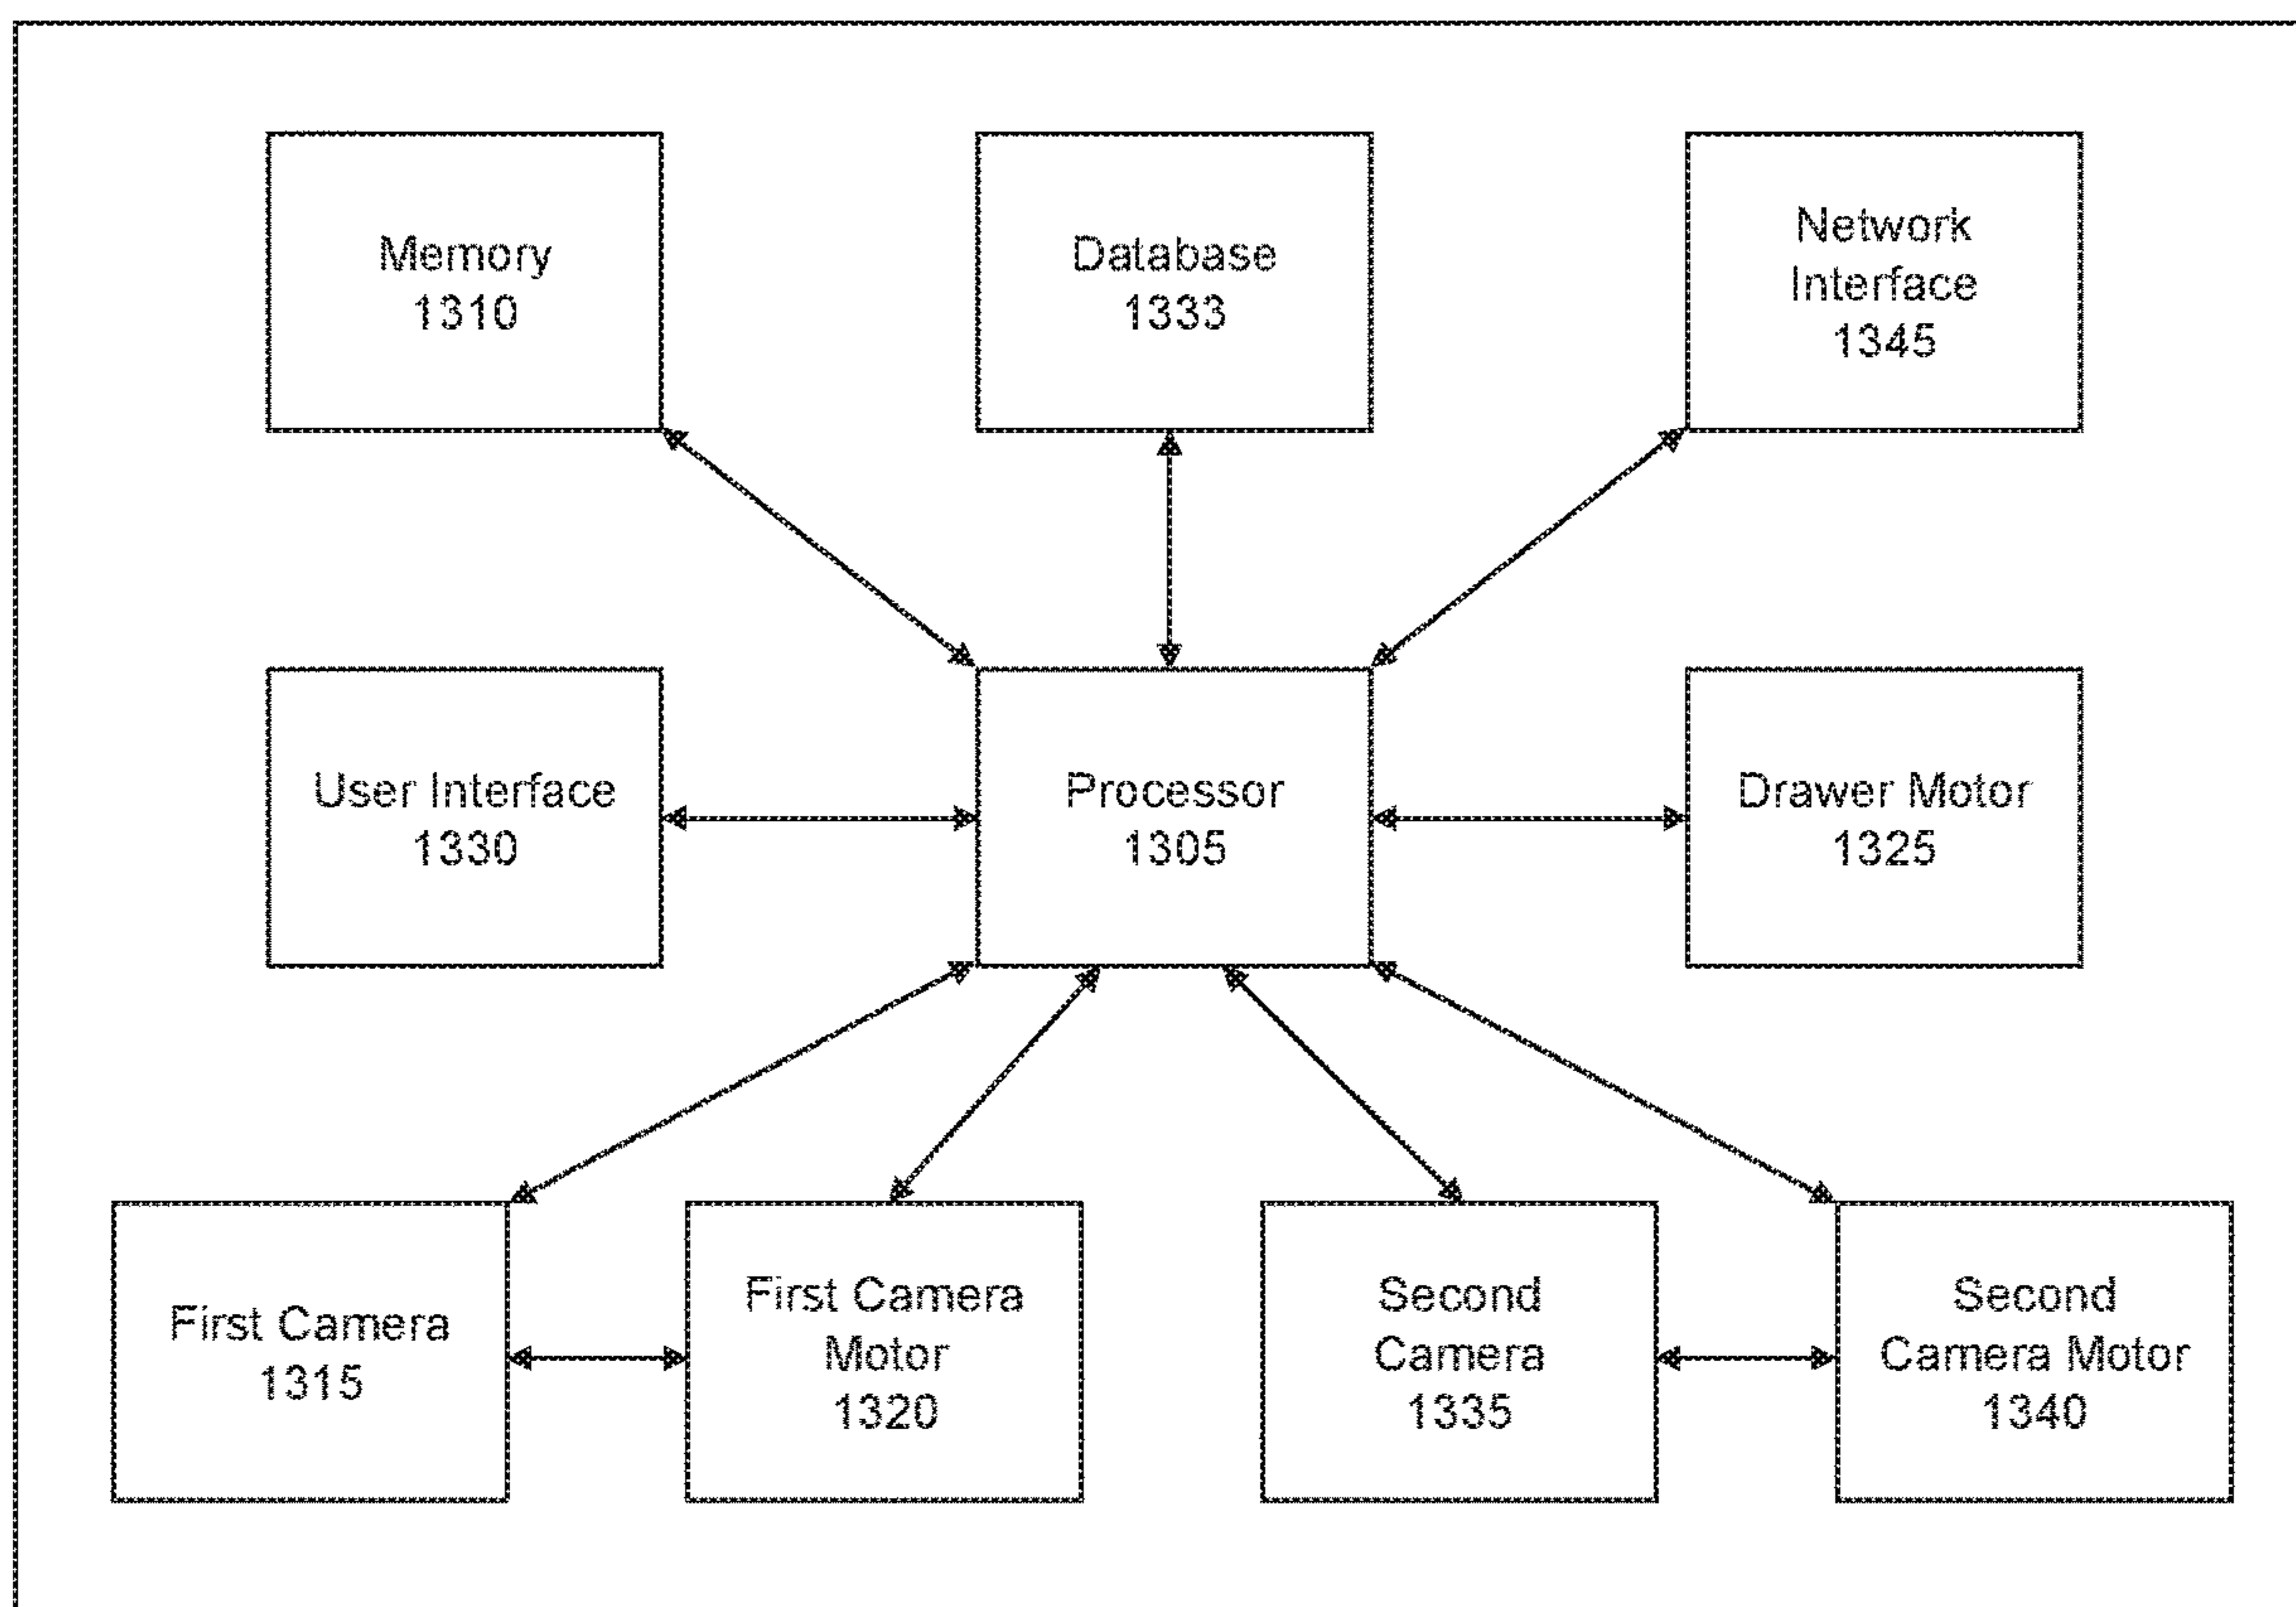 Memory
1310
Database
1333
Network
Interface
1345
User Interface
1330
Processor
1305
Drawer Motor
1325
First Camera
1315
First Camera
Motor
1320
Second
Camera
1335
Second
Camera Motor
1340